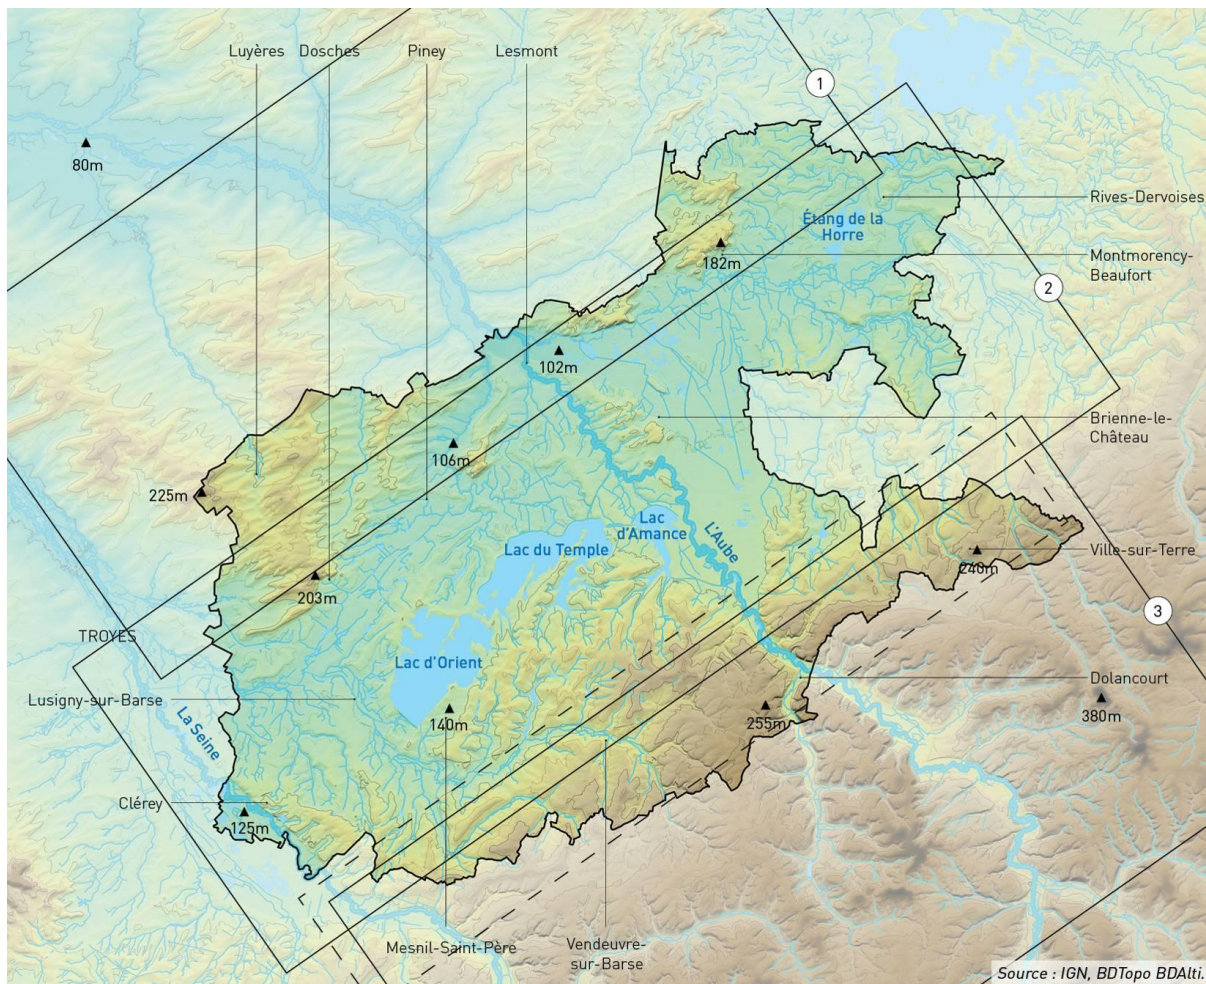 Luyères
Dosches
Piney
Lesmont
1
80m
Rives-Dervoises
Étang de la
Horre
182m
Montmorency-
Beaufort
2
102m
Brienne-le-
Château
106m
225m
Lac
d'Amance
L'Aube
Lac du Temple
Ville-sur-Terre
240m
203m
3
TROYES
Lac d'Orient
Dolancourt
Lusigny-sur-Barse
La Seine
140m
255m
380m
Clérey
125m
Mesnil-Saint-Père
Vendeuvre-
sur-Barse
Source : IGN, BDTopo BDAlti.